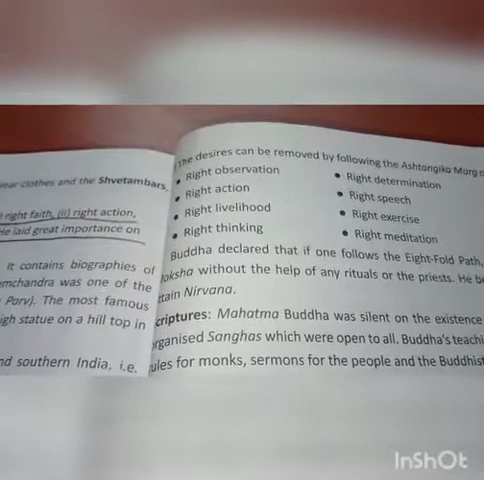 wear clothes and the Shvetambars,
right faith, (ii) right action,
He laid great importance on
It contains biographies of
emchandra was one of the
Parv). The most famous
igh statue on a hill top in
nd southern India, i.e.
the desires can be removed by following the Ashtangika Marg o
• Right observation
• Right action
• Right livelihood
• Right thinking
• Right determination
• Right speech
• Right exercise
• Right meditation
Buddha declared that if one follows the Eight-Fold Path,
oksha without the help of any rituals or the priests. He be
ttain Nirvana.
criptures: Mahatma Buddha was silent on the existence
rganised Sanghas which were open to all. Buddha's teachi
ules for monks, sermons for the people and the Buddhist
InShOt